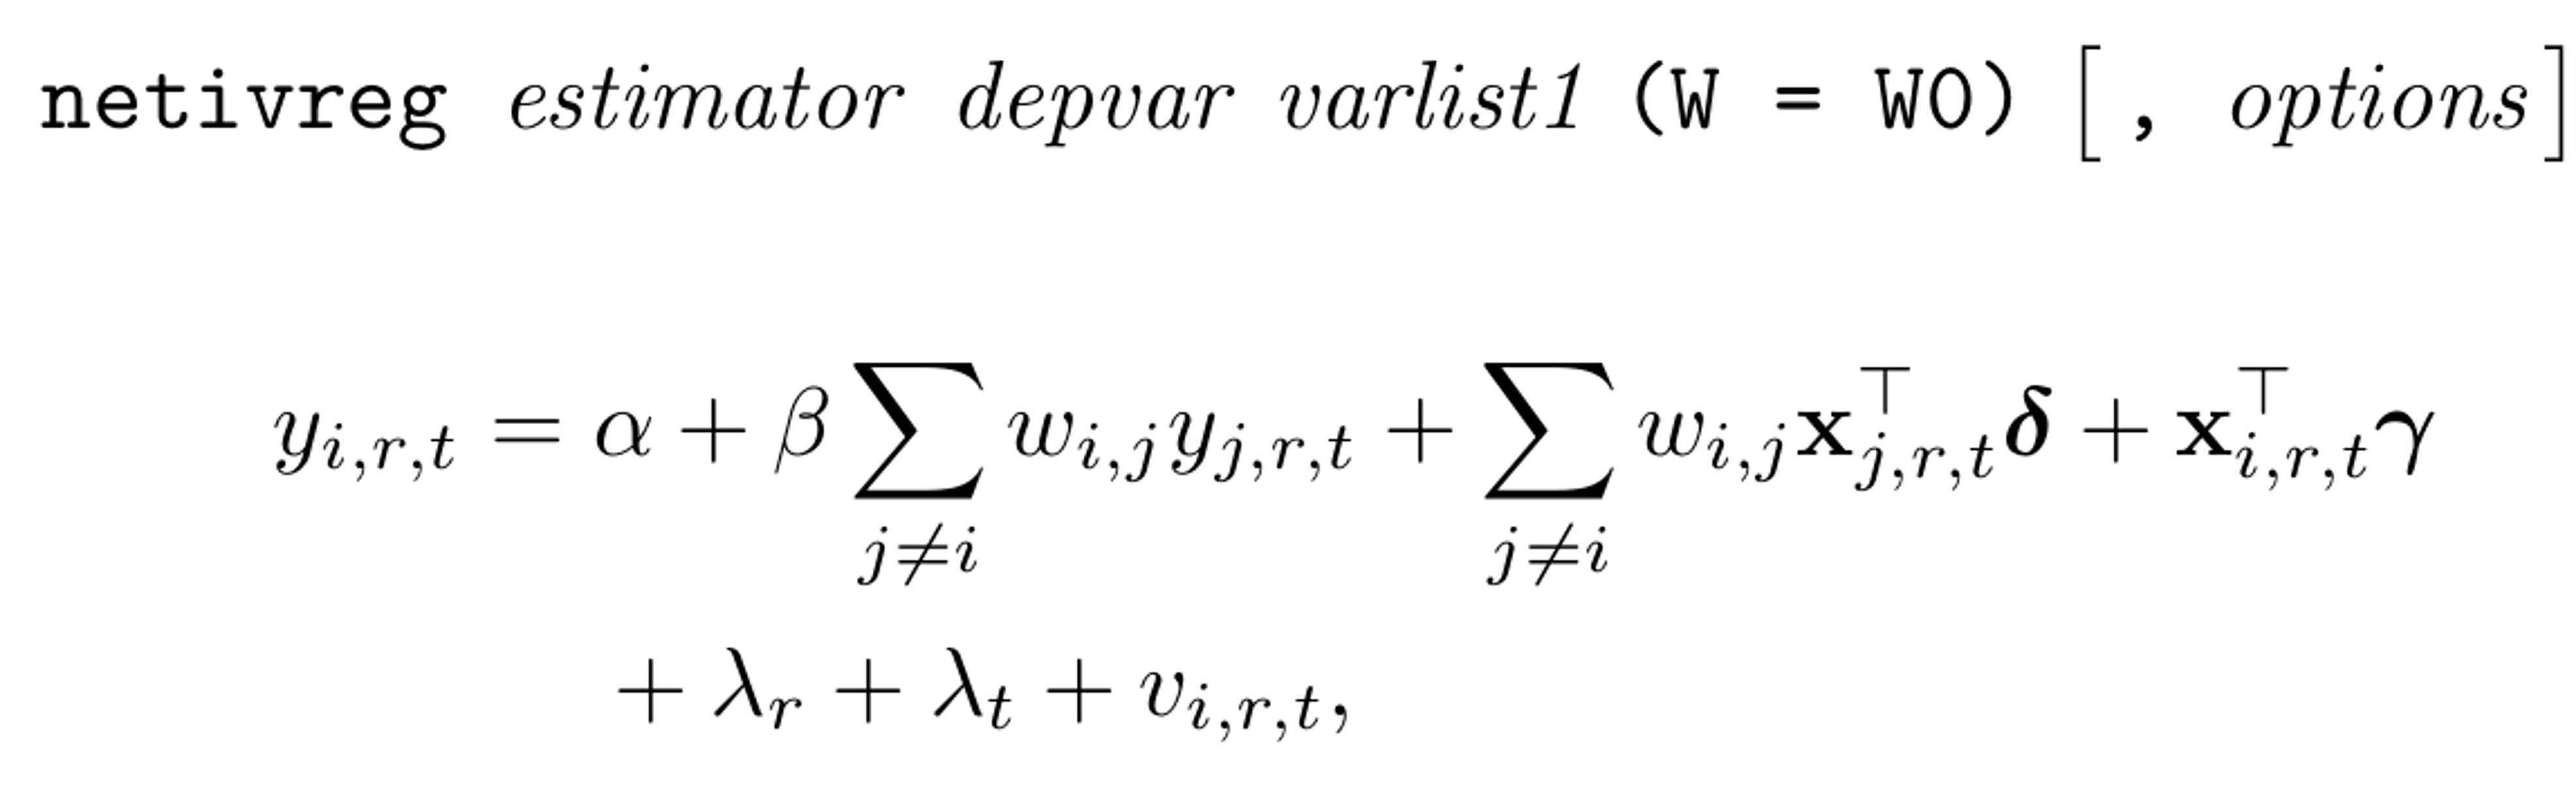 netivreg estimator depvar varlist1 (W = W0) [ , options ]
y_{i,r,t} = α + β ∑_{j≠i} w_{i,j} y_{j,r,t} + ∑_{j≠i} w_{i,j} 𝐱^⊤_{j,r,t} 𝜹 + 𝐱^⊤_{i,r,t} 𝜸
+ λ_r + λ_t + v_{i,r,t},